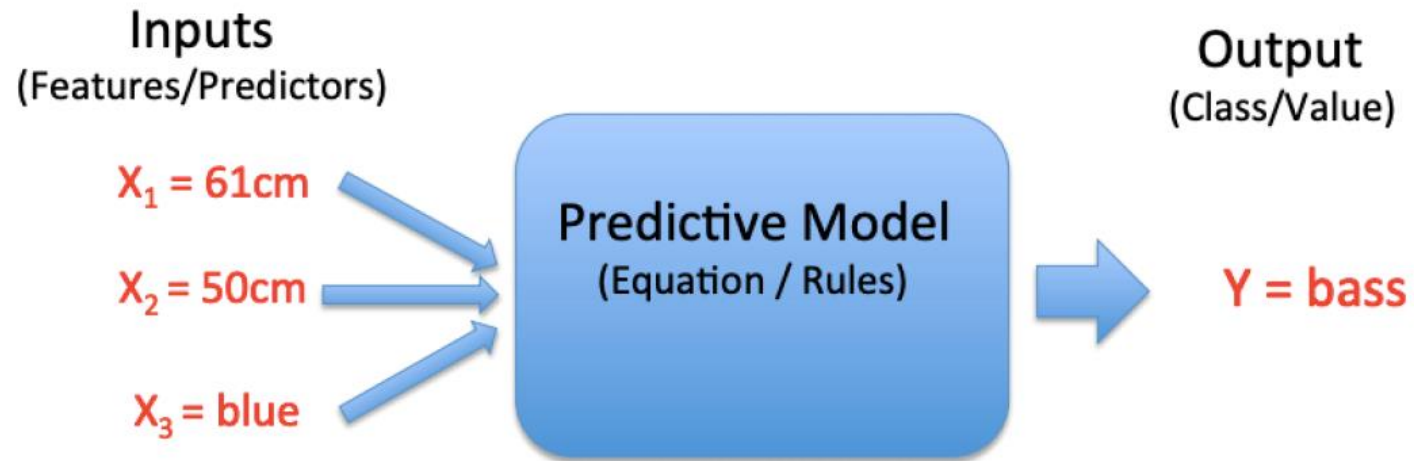 Inputs
(Features/Predictors)
X₁ = 61cm
X₂ = 50cm
X₃ = blue
Predictive Model
(Equation / Rules)
Output
(Class/Value)
Y = bass